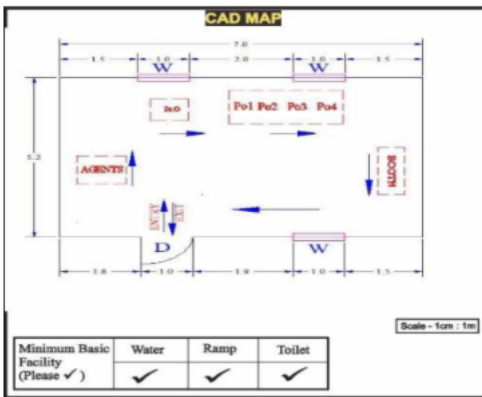 CAD MAP
7.0
1.5 1.0 2.0 1.0 1.5
W W
PrO Po1 Po2 Po3 Po4
5.2
AGENTS BOOTH
ENTRY EXIT
D W
1.8 1.0 1.9 1.0 1.5
Scale - 1cm : 1m
Minimum Basic Facility (Please ✓) Water Ramp Toilet
✓ ✓ ✓